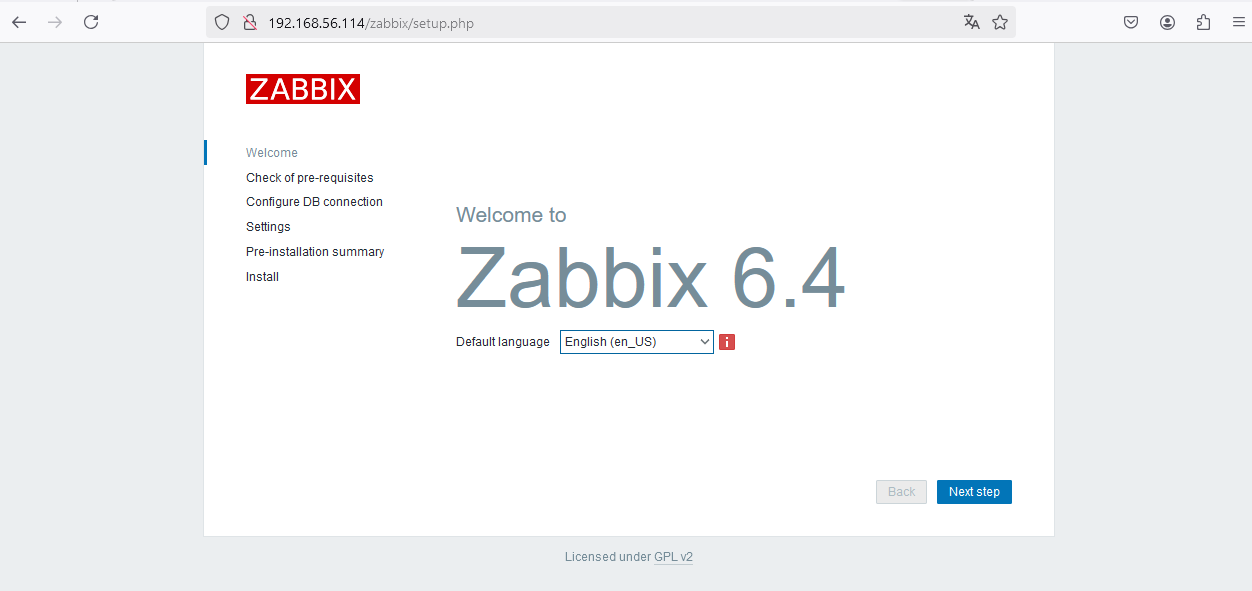 192.168.56.114/zabbix/setup.php
ZABBIX
Welcome
Check of pre-requisites
Configure DB connection
Settings
Pre-installation summary
Install
Welcome to
Zabbix 6.4
Default language English (en_US) i
Back Next step
Licensed under GPL v2